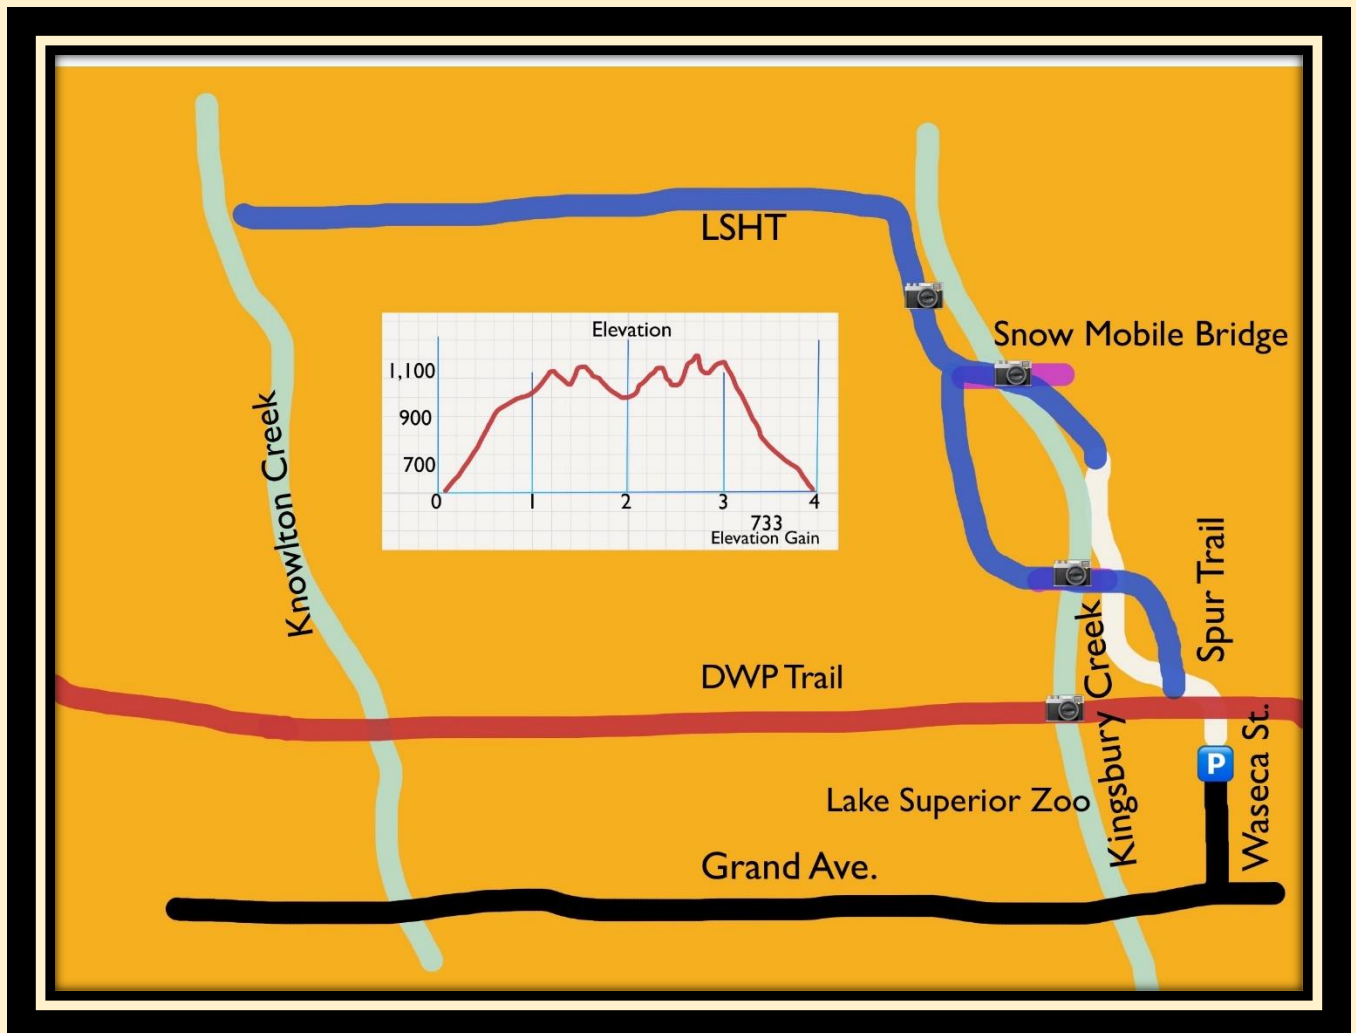 LSHT
Snow Mobile Bridge
Elevation
1,100
900
700
0 1 2 3 4
733
Elevation Gain
Knowlton Creek
Spur Trail
Kingsbury Creek
DWP Trail
P
Waseca St.
Lake Superior Zoo
Grand Ave.